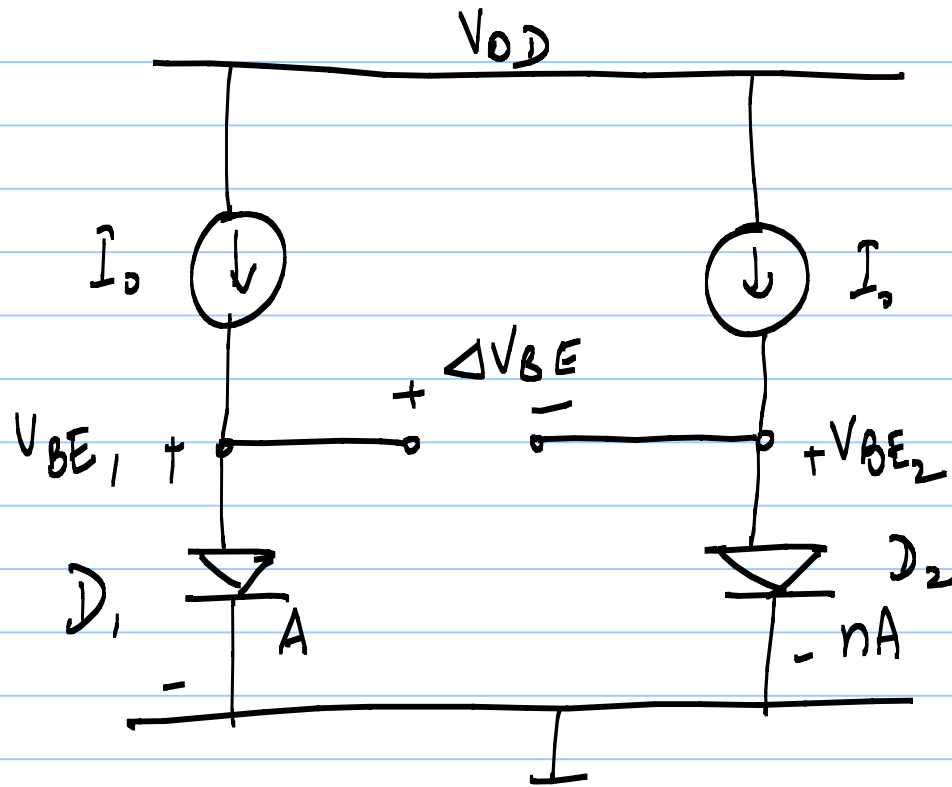 VDD
I₀ I₀
+ ΔVBE −
VBE₁ + + VBE₂
D₁ D₂
A − nA
−